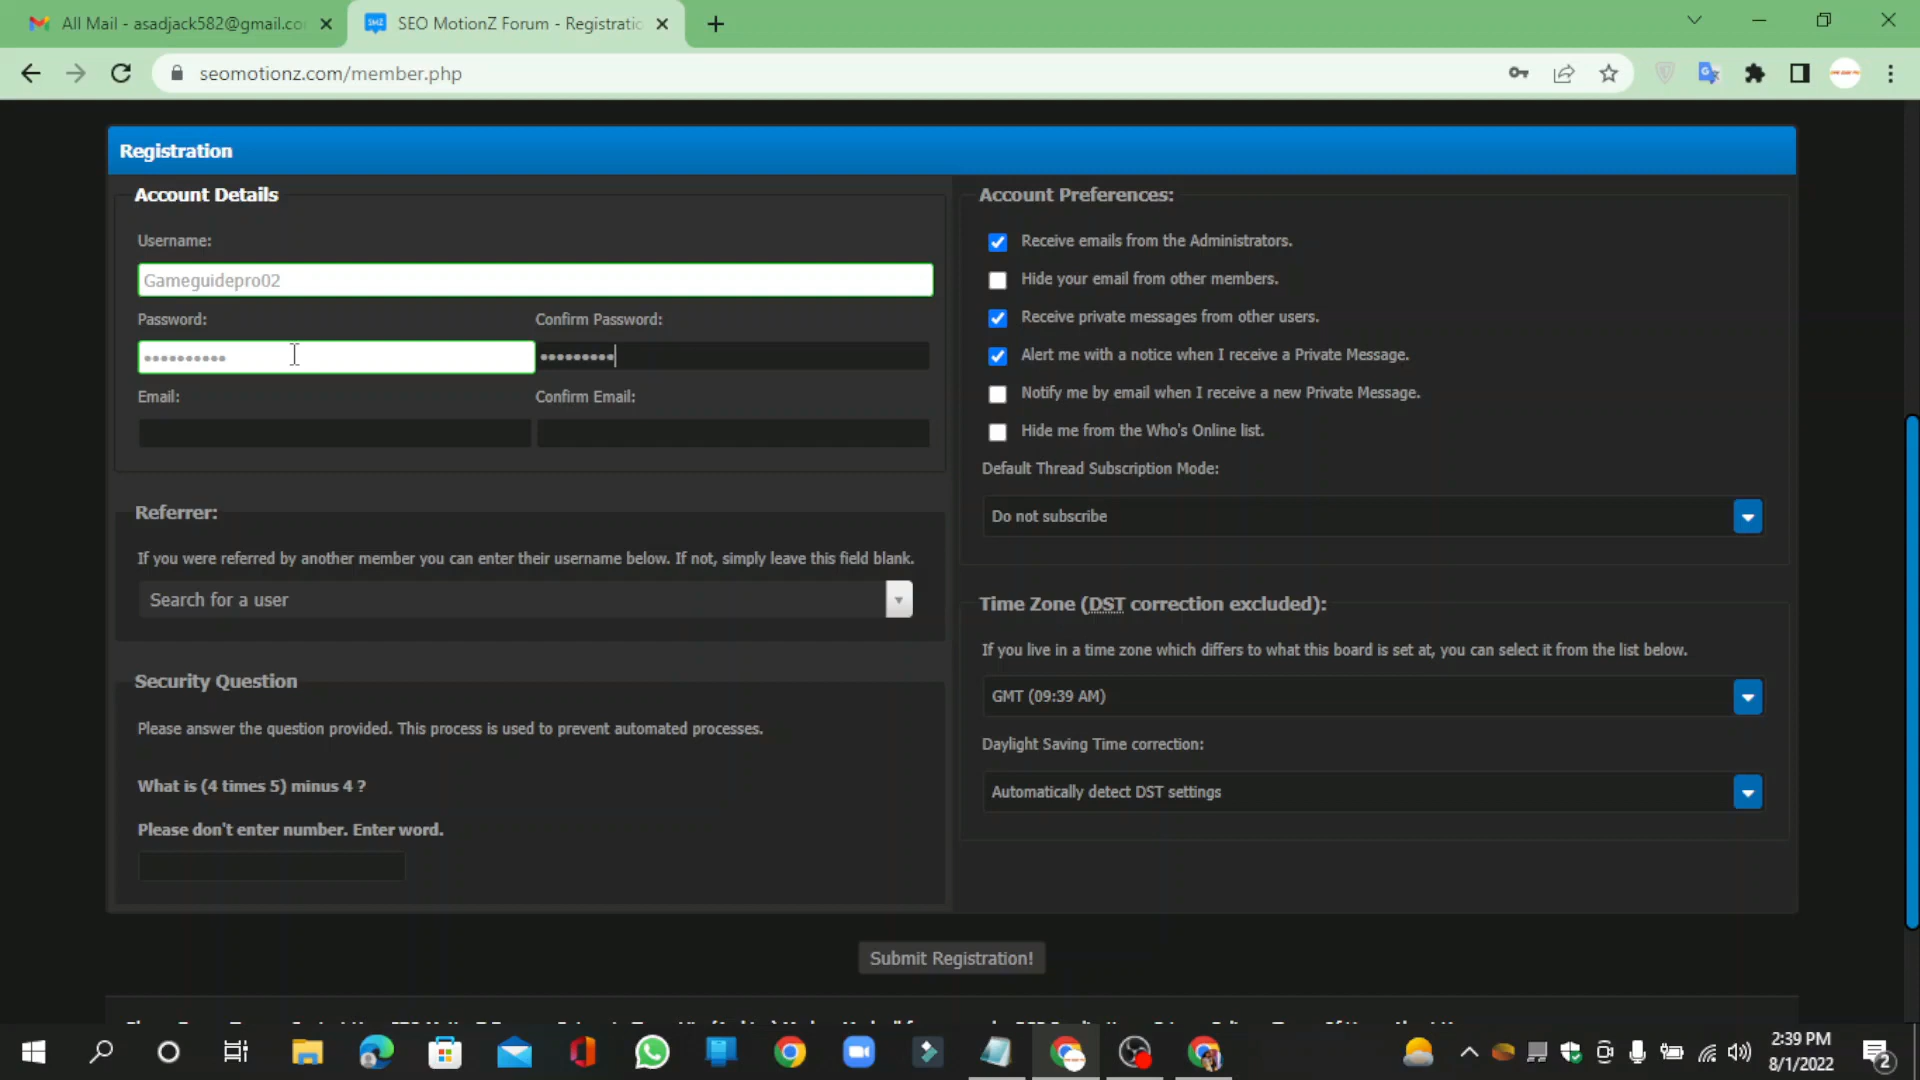 All Mail - asadjack582@gmail.co
SEO MotionZ Forum - Registratio
seomotionz.com/member.php
Registration
Account Details
Username:
Gameguidepro02
Password:
Confirm Password:
••••••••••
•••••••••
Email:
Confirm Email:
Referrer:
If you were referred by another member you can enter their username below. If not, simply leave this field blank.
Search for a user
Security Question
Please answer the question provided. This process is used to prevent automated processes.
What is (4 times 5) minus 4 ?
Please don't enter number. Enter word.
Account Preferences:
Receive emails from the Administrators.
Hide your email from other members.
Receive private messages from other users.
Alert me with a notice when I receive a Private Message.
Notify me by email when I receive a new Private Message.
Hide me from the Who's Online list.
Default Thread Subscription Mode:
Do not subscribe
Time Zone (DST correction excluded):
If you live in a time zone which differs to what this board is set at, you can select it from the list below.
GMT (09:39 AM)
Daylight Saving Time correction:
Automatically detect DST settings
Submit Registration!
2:39 PM
8/1/2022
2